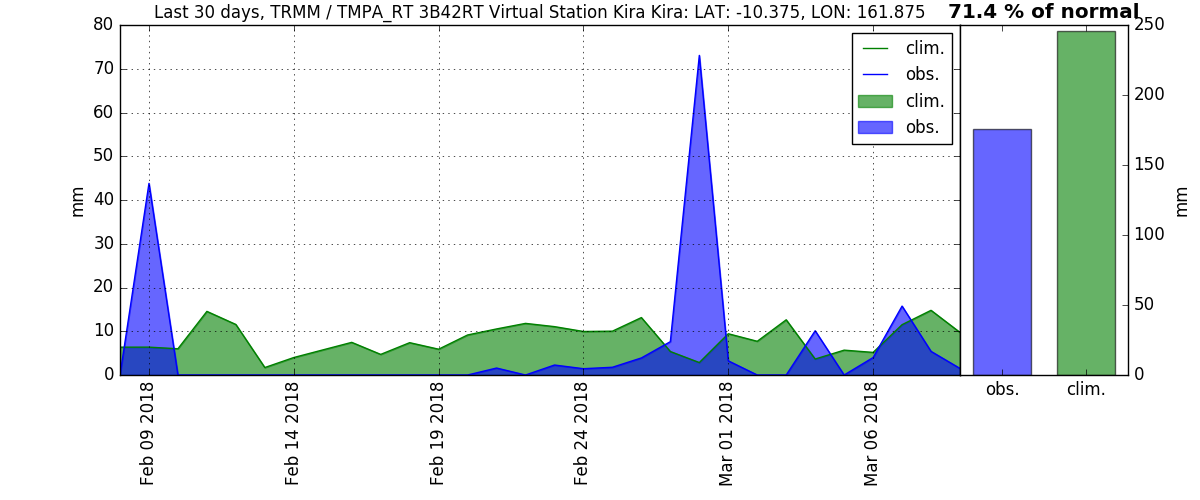 Last 30 days, TRMM / TMPA_RT 3B42RT Virtual Station Kira Kira: LAT: -10.375, LON: 161.875
71.4 % of normal
mm
80
70
60
50
40
30
20
10
0
clim.
obs.
clim.
obs.
250
200
150
100
50
0
mm
Feb 09 2018
Feb 14 2018
Feb 19 2018
Feb 24 2018
Mar 01 2018
Mar 06 2018
obs.
clim.